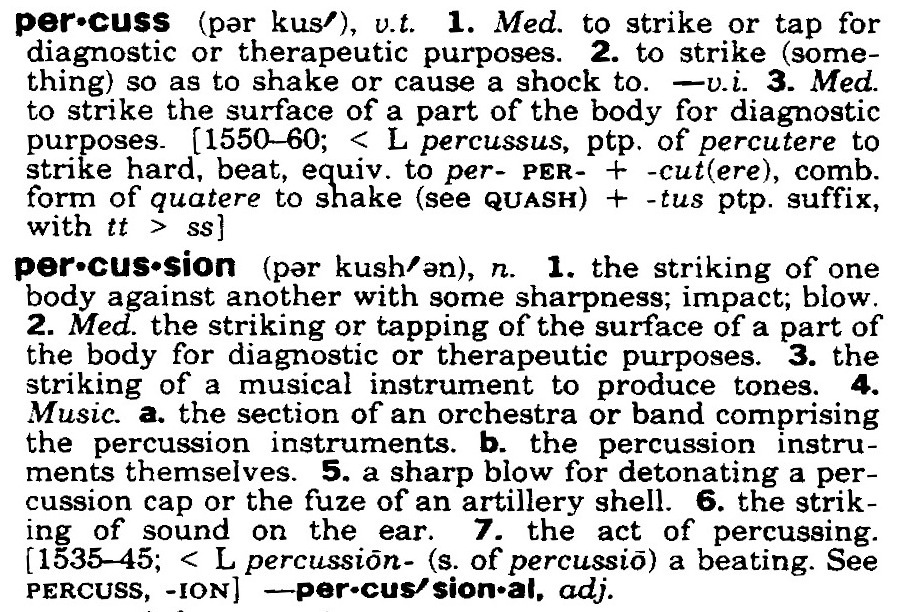 per•cuss (pər kus′), v.t. 1. Med. to strike or tap for
diagnostic or therapeutic purposes. 2. to strike (some-
thing) so as to shake or cause a shock to. —v.i. 3. Med.
to strike the surface of a part of the body for diagnostic
purposes. [1550–60; < L percussus, ptp. of percutere to
strike hard, beat, equiv. to per- PER- + -cut(ere), comb.
form of quatere to shake (see QUASH) + -tus ptp. suffix,
with tt > ss]
per•cus•sion (pər kush′ən), n. 1. the striking of one
body against another with some sharpness; impact; blow.
2. Med. the striking or tapping of the surface of a part of
the body for diagnostic or therapeutic purposes. 3. the
striking of a musical instrument to produce tones. 4.
Music. a. the section of an orchestra or band comprising
the percussion instruments. b. the percussion instru-
ments themselves. 5. a sharp blow for detonating a per-
cussion cap or the fuze of an artillery shell. 6. the strik-
ing of sound on the ear. 7. the act of percussing.
[1535–45; < L percussiōn- (s. of percussiō) a beating. See
PERCUSS, -ION] —per•cus′sion•al, adj.